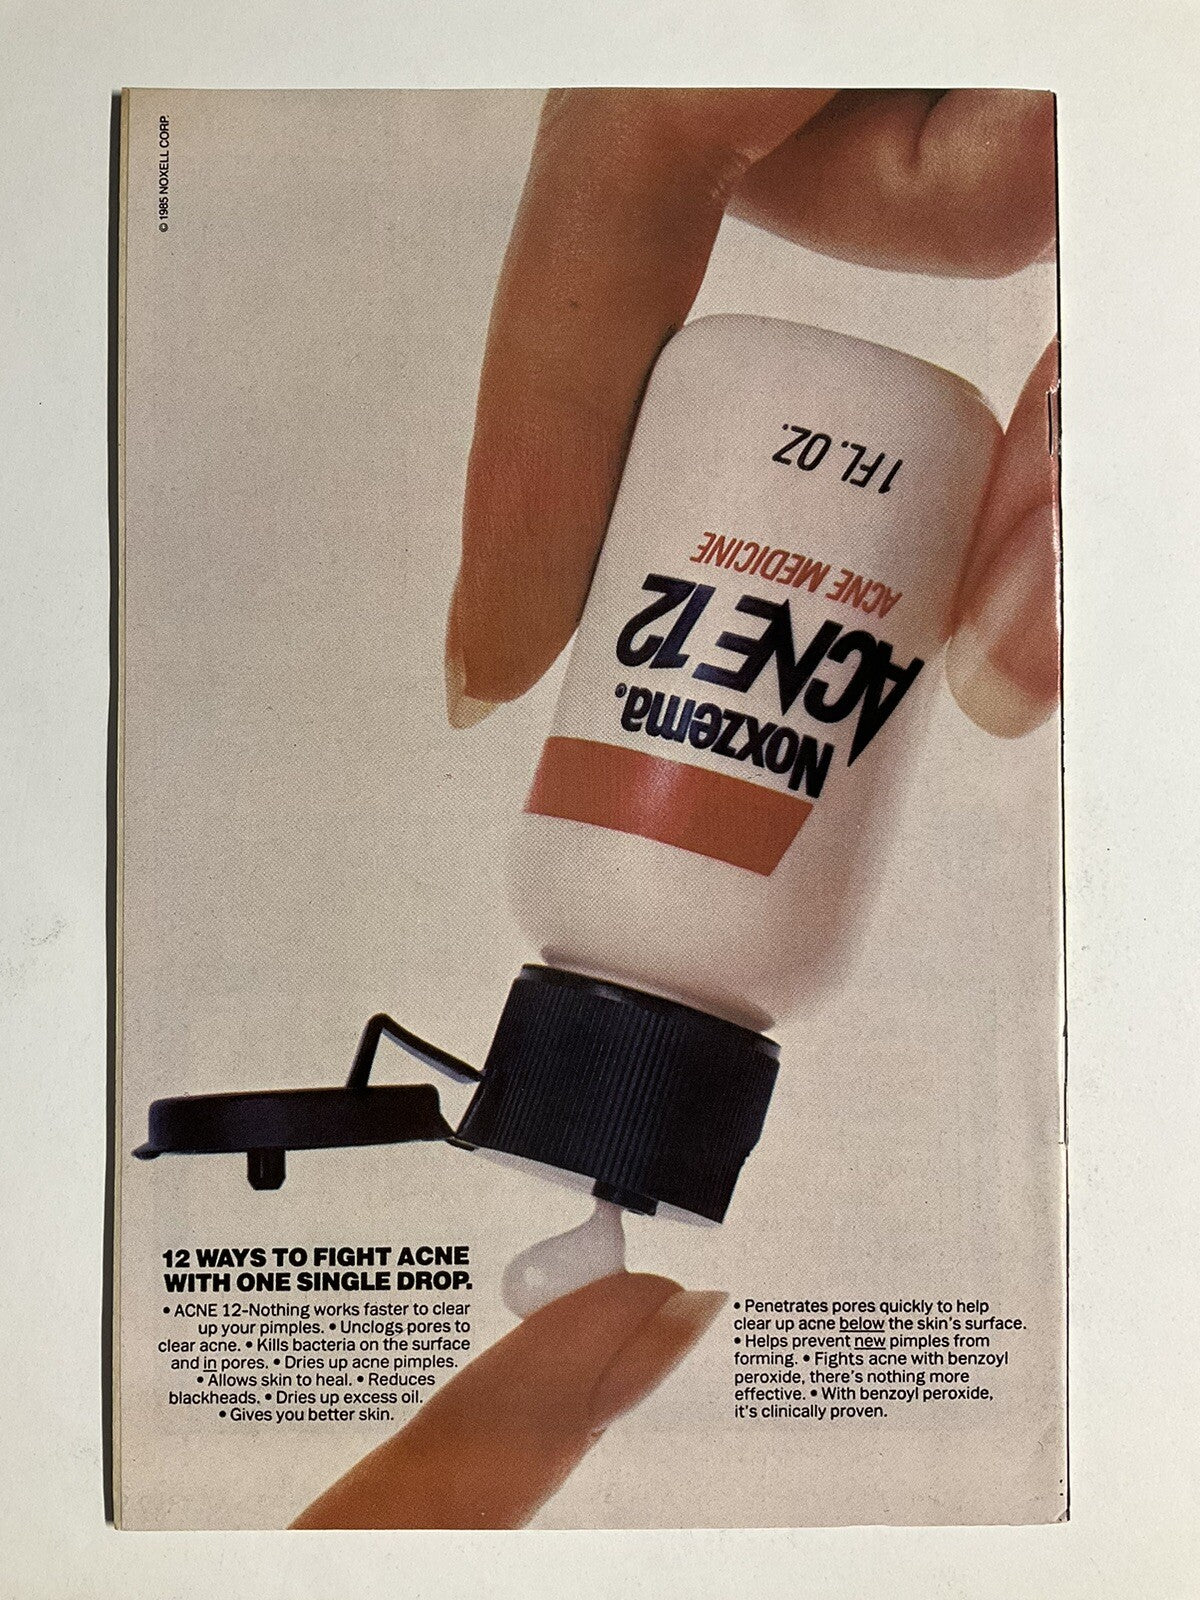 © 1985 NOXELL CORP.
1 FL. OZ.
ACNE MEDICINE
ACNE 12
Noxzema®
12 WAYS TO FIGHT ACNE
WITH ONE SINGLE DROP.
• ACNE 12-Nothing works faster to clear
up your pimples. • Unclogs pores to
clear acne. • Kills bacteria on the surface
and in pores. • Dries up acne pimples.
• Allows skin to heal. • Reduces
blackheads. • Dries up excess oil.
• Gives you better skin.
• Penetrates pores quickly to help
clear up acne below the skin's surface.
• Helps prevent new pimples from
forming. • Fights acne with benzoyl
peroxide, there's nothing more
effective. • With benzoyl peroxide,
it's clinically proven.